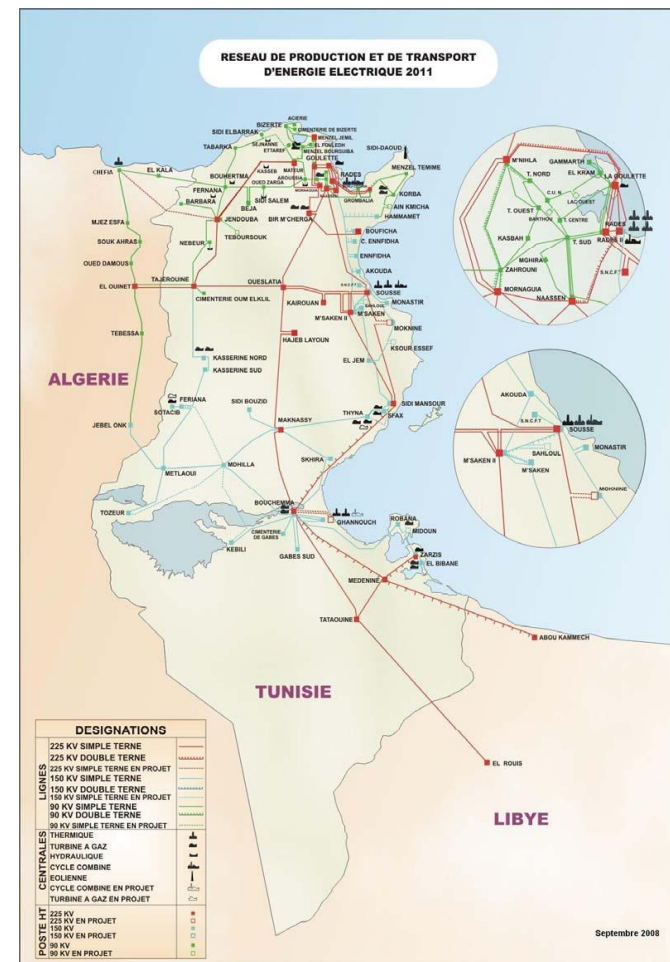 RESEAU DE PRODUCTION ET DE TRANSPORT
D'ENERGIE ELECTRIQUE 2011
ACIERIE
BIZERTE
CIMENTERIE DE BIZERTE
MENZEL JEMIL
SIDI ELBARRAK
EL FOULEDH
SEJNANNE
MENZEL BOURGUIBA
ETTAREF
TABARKA
GOULETTE
SIDI-DAOUD
MENZEL TEMIME
MATEUR
CHEFIA
EL KALA
BOUHERTMA
KASSEB
AROUSSIA
RADES
OUED ZARGA
FERNANA
MORNAGUIA
NAASSEN
KORBA
GROMBALIA
BARBARA
SIDI SALEM
BEJA
AIN KMICHA
HAMMAMET
MJEZ ESFA
JENDOUBA
BIR M'CHERGA
TEBOURSOUK
SOUK AHRAS
NEBEUR
BOUFICHA
C. ENNFIDHA
ENNFIDHA
OUED DAMOUS
AKOUDA
TAJEROUINE
OUESLATIA
S.N.C.F.T
EL OUINET
SOUSSE
CIMENTERIE OUM ELKLIL
KAIROUAN
SAHLOUL
MONASTIR
M'SAKEN II
M'SAKEN
MOKNINE
TEBESSA
HAJEB LAYOUN
KSOUR ESSEF
KASSERINE NORD
EL JEM
KASSERINE SUD
ALGERIE
FERIANA
SIDI BOUZID
THYNA
SIDI MANSOUR
SOTACIB
SFAX
JEBEL ONK
MAKNASSY
METLAOUI
MDHILLA
SKHIRA
TOZEUR
BOUCHEMMA
CIMENTERIE
DE GABES
GHANNOUCH
ROBANA
MIDOUN
KEBILI
GABES SUD
ZARZIS
EL BIBANE
MEDENINE
TATAOUINE
ABOU KAMMECH
TUNISIE
EL ROUIS
LIBYE
M'NIHLA
GAMMARTH
T. NORD
EL KRAM
LA GOULETTE
C.U.N
LAC OUEST
T. OUEST
BARTHOU
T. CENTRE
RADES
KASBAH
T. SUD
RADES II
MGHIRA
ZAHROUNI
S.N.C.F
MORNAGUIA
NAASSEN
AKOUDA
S.N.C.F.T
SOUSSE
MONASTIR
M'SAKEN II
SAHLOUL
M'SAKEN
MOKNINE
DESIGNATIONS
LIGNES
225 KV SIMPLE TERNE
225 KV DOUBLE TERNE
225 KV SIMPLE TERNE EN PROJET
150 KV SIMPLE TERNE
150 KV DOUBLE TERNE
150 KV SIMPLE TERNE EN PROJET
90 KV SIMPLE TERNE
90 KV DOUBLE TERNE
90 KV SIMPLE TERNE EN PROJET
CENTRALES
THERMIQUE
TURBINE A GAZ
HYDRAULIQUE
CYCLE COMBINE
EOLIENNE
CYCLE COMBINE EN PROJET
TURBINE A GAZ EN PROJET
POSTE HT
225 KV
225 KV EN PROJET
150 KV
150 KV EN PROJET
90 KV
90 KV EN PROJET
Septembre 2008